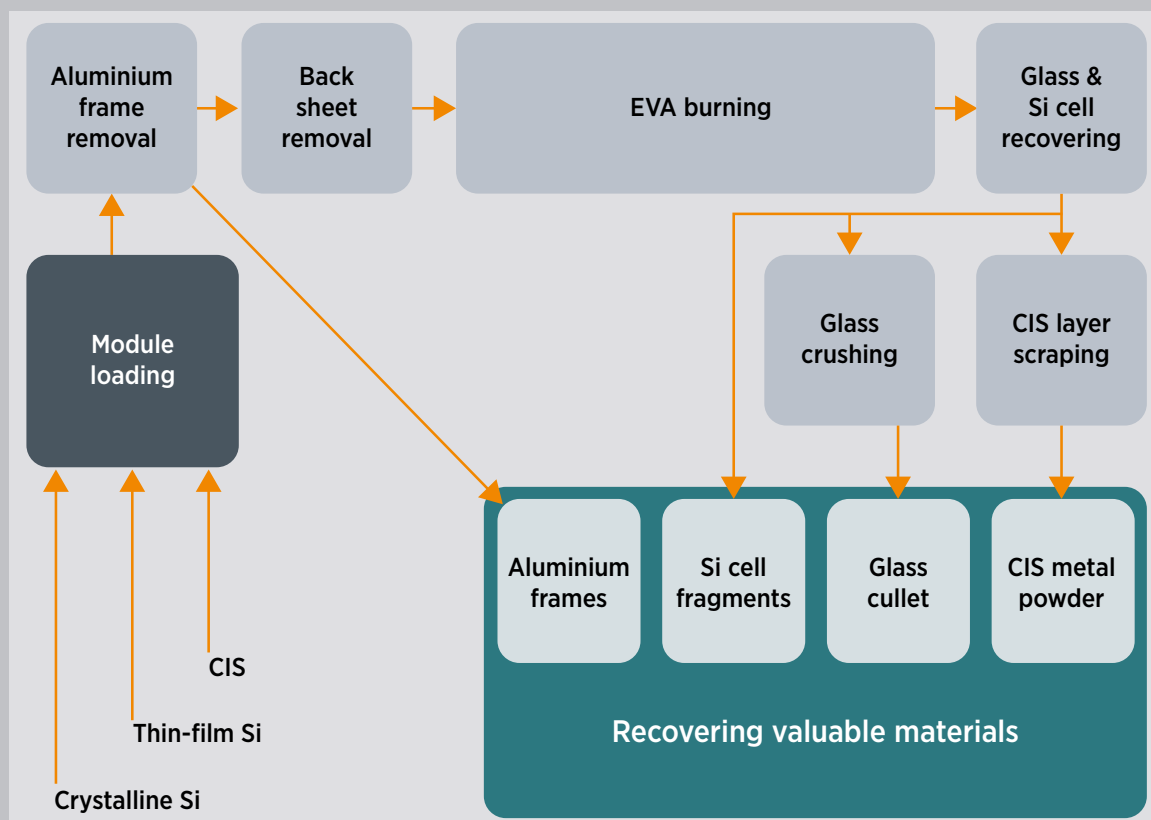 Aluminium
frame
removal
Back
sheet
removal
EVA burning
Glass &
Si cell
recovering
Module
loading
Glass
crushing
CIS layer
scraping
Aluminium
frames
Si cell
fragments
Glass
cullet
CIS metal
powder
CIS
Thin-film Si
Crystalline Si
Recovering valuable materials